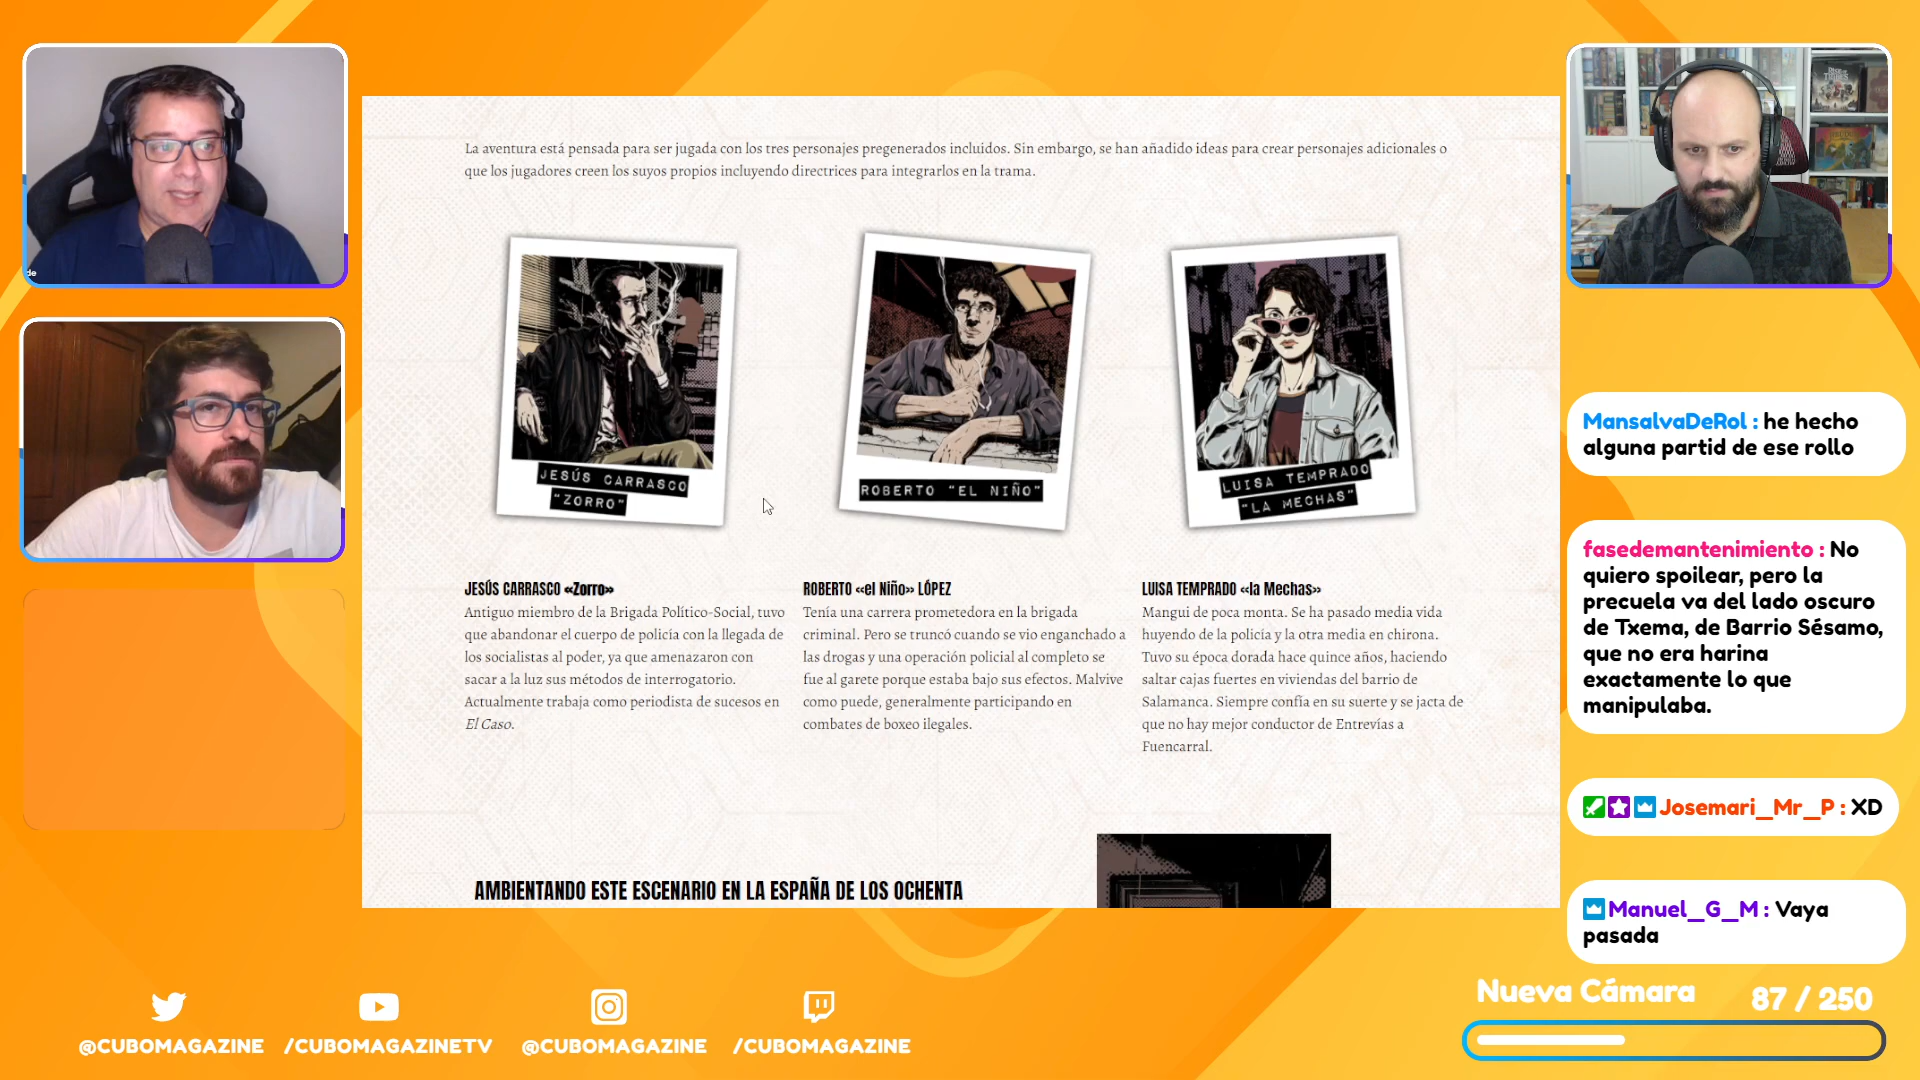 de
La aventura está pensada para ser jugada con los tres personajes pregenerados incluidos. Sin embargo, se han añadido ideas para crear personajes adicionales o
que los jugadores creen los suyos propios incluyendo directrices para integrarlos en la trama.
JESÚS CARRASCO
"ZORRO"
ROBERTO "EL NIÑO"
LUISA TEMPRADO
"LA MECHAS"
JESÚS CARRASCO «Zorro»
Antiguo miembro de la Brigada Político-Social, tuvo
que abandonar el cuerpo de policía con la llegada de
los socialistas al poder, ya que amenazaron con
sacar a la luz sus métodos de interrogatorio.
Actualmente trabaja como periodista de sucesos en
El Caso.
ROBERTO «el Niño» LÓPEZ
Tenía una carrera prometedora en la brigada
criminal. Pero se truncó cuando se vio enganchado a
las drogas y una operación policial al completo se
fue al garete porque estaba bajo sus efectos. Malvive
como puede, generalmente participando en
combates de boxeo ilegales.
LUISA TEMPRADO «la Mechas»
Mangui de poca monta. Se ha pasado media vida
huyendo de la policía y la otra media en chirona.
Tuvo su época dorada hace quince años, haciendo
saltar cajas fuertes en viviendas del barrio de
Salamanca. Siempre confía en su suerte y se jacta de
que no hay mejor conductor de Entrevías a
Fuencarral.
AMBIENTANDO ESTE ESCENARIO EN LA ESPAÑA DE LOS OCHENTA
MansalvaDeRol : he hecho
alguna partid de ese rollo
fasedemantenimiento : No
quiero spoilear, pero la
precuela va del lado oscuro
de Txema, de Barrio Sésamo,
que no era harina
exactamente lo que
manipulaba.
Josemari_Mr_P : XD
Manuel_G_M : Vaya
pasada
Nueva Cámara 87 / 250
@CUBOMAGAZINE /CUBOMAGAZINETV @CUBOMAGAZINE /CUBOMAGAZINE